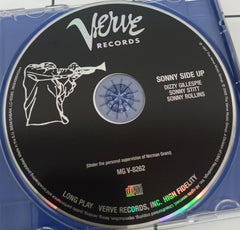 Verve
RECORDS
SONNY SIDE UP
DIZZY GILLESPIE
SONNY STITT
SONNY ROLLINS
(Under the personal supervision of Norman Granz)
MG V-8262
LONG PLAY VERVE RECORDS, INC. HIGH FIDELITY